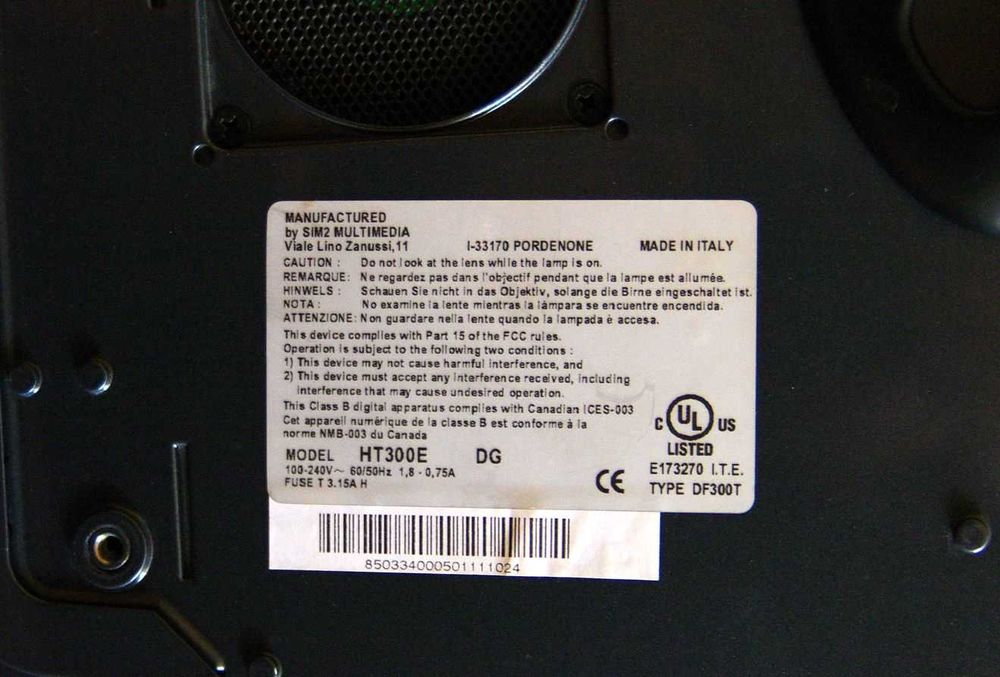 MANUFACTURED
by SIM2 MULTIMEDIA
Viale Lino Zanussi,11 I-33170 PORDENONE MADE IN ITALY
CAUTION : Do not look at the lens while the lamp is on.
REMARQUE: Ne regardez pas dans l'objectif pendant que la lampe est allumée.
HINWELS : Schauen Sie nicht in das Objektiv, solange die Birne eingeschaltet ist.
NOTA : No examine la lente mientras la lámpara se encuentre encendida.
ATTENZIONE: Non guardare nella lente quando la lampada è accesa.
This device complies with Part 15 of the FCC rules.
Operation is subject to the following two conditions :
1) This device may not cause harmful interference, and
2) This device must accept any interference received, including
interference that may cause undesired operation.
This Class B digital apparatus complies with Canadian ICES-003
Cet appareil numérique de la classe B est conforme à la
norme NMB-003 du Canada
C UL US
LISTED
MODEL HT300E DG
100-240V~ 60/50Hz 1,8 - 0,75A
FUSE T 3.15A H
CE
E173270 I.T.E.
TYPE DF300T
850334000501111024